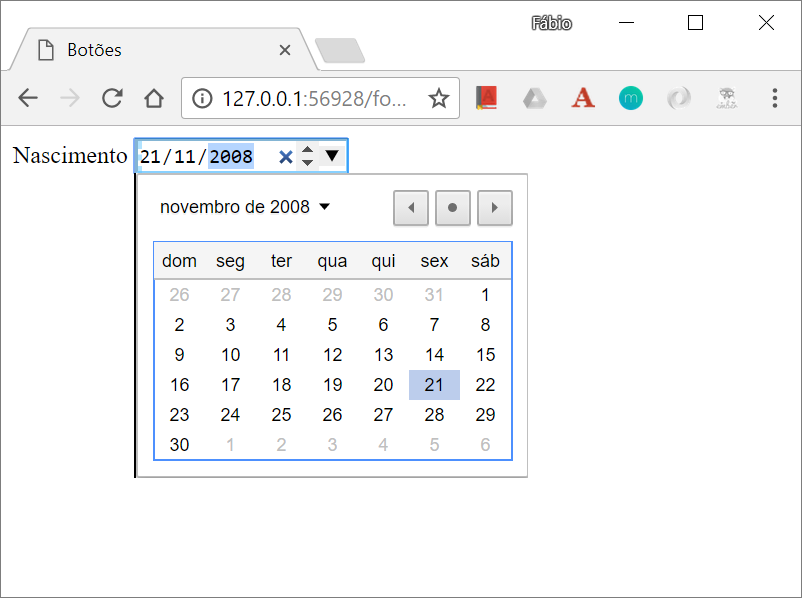 Fábio
Botões
127.0.0.1:56928/fo...
A m
Nascimento 21/11/2008
novembro de 2008
dom seg ter qua qui sex sáb
26 27 28 29 30 31 1
2 3 4 5 6 7 8
9 10 11 12 13 14 15
16 17 18 19 20 21 22
23 24 25 26 27 28 29
30 1 2 3 4 5 6